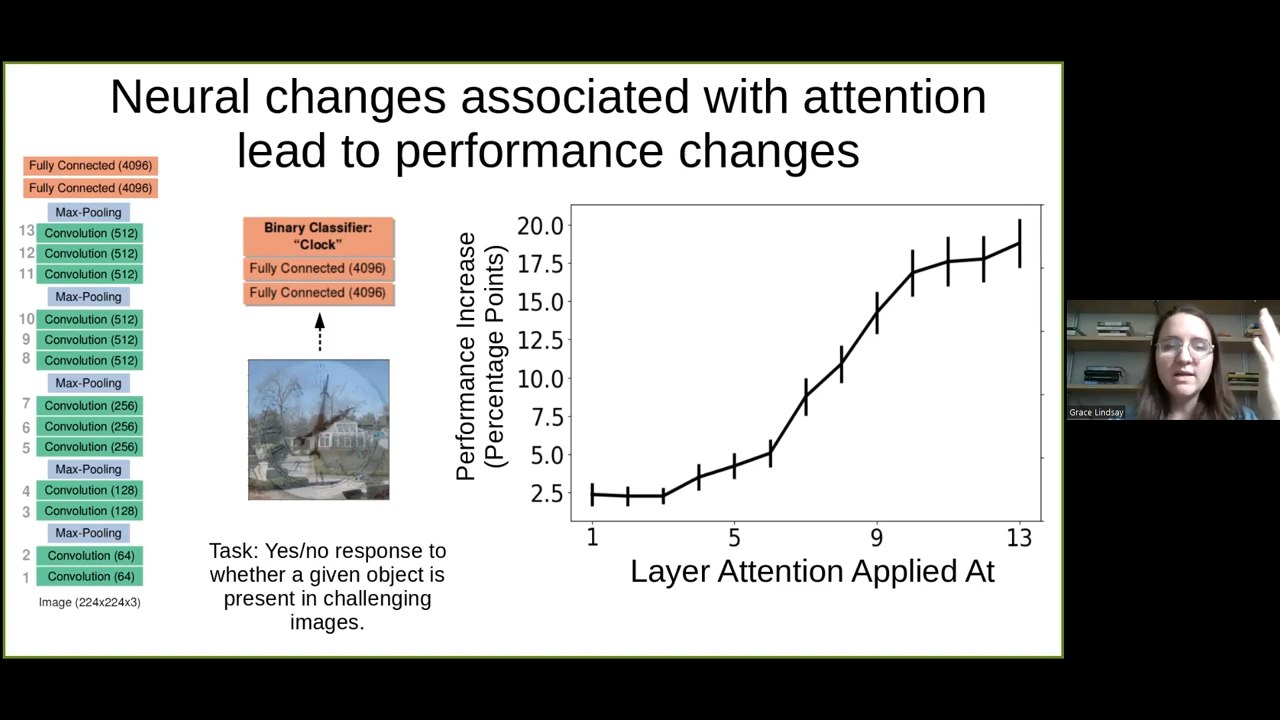 Neural changes associated with attention
lead to performance changes
Fully Connected (4096)
Fully Connected (4096)
Max-Pooling
13 Convolution (512)
12 Convolution (512)
11 Convolution (512)
Max-Pooling
10 Convolution (512)
9 Convolution (512)
8 Convolution (512)
Max-Pooling
7 Convolution (256)
6 Convolution (256)
5 Convolution (256)
Max-Pooling
4 Convolution (128)
3 Convolution (128)
Max-Pooling
2 Convolution (64)
1 Convolution (64)
Image (224x224x3)
Binary Classifier:
“Clock”
Fully Connected (4096)
Fully Connected (4096)
Task: Yes/no response to
whether a given object is
present in challenging
images.
Performance Increase
(Percentage Points)
20.0
17.5
15.0
12.5
10.0
7.5
5.0
2.5
1 5 9 13
Layer Attention Applied At
Grace Lindsay